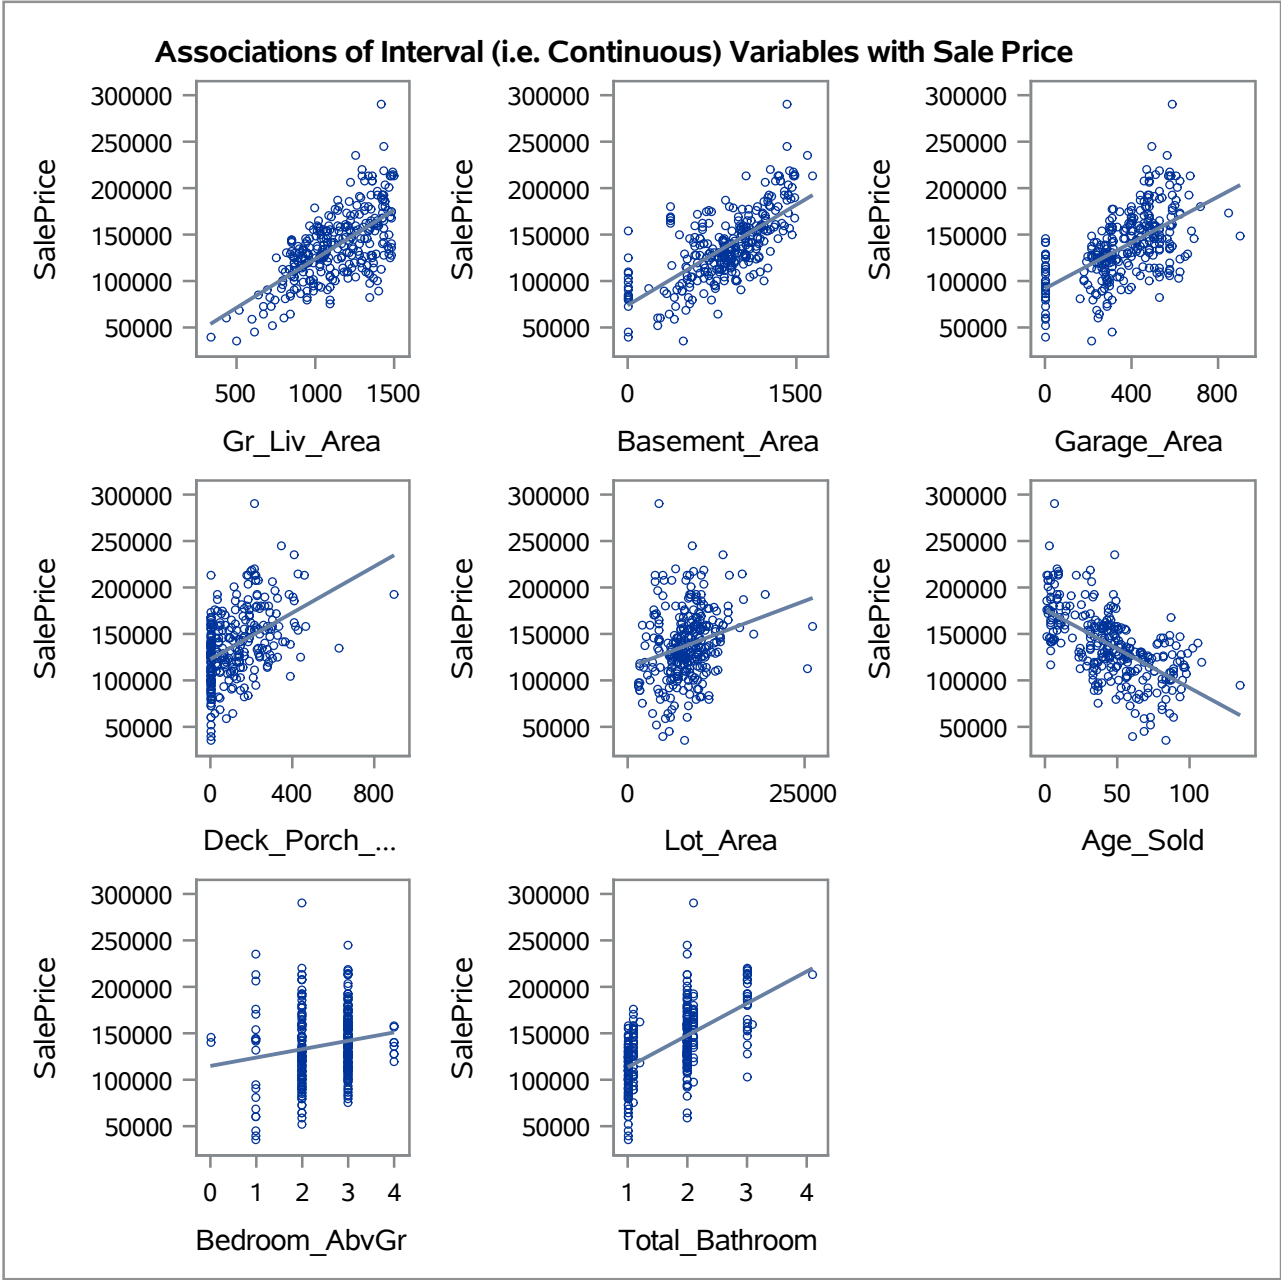 Associations of Interval (i.e. Continuous) Variables with Sale Price
SalePrice
300000
250000
200000
150000
100000
50000
500 1000 1500
Gr_Liv_Area
SalePrice
300000
250000
200000
150000
100000
50000
0 1500
Basement_Area
SalePrice
300000
250000
200000
150000
100000
50000
0 400 800
Garage_Area
SalePrice
300000
250000
200000
150000
100000
50000
0 400 800
Deck_Porch_...
SalePrice
300000
250000
200000
150000
100000
50000
0 25000
Lot_Area
SalePrice
300000
250000
200000
150000
100000
50000
0 50 100
Age_Sold
SalePrice
300000
250000
200000
150000
100000
50000
0 1 2 3 4
Bedroom_AbvGr
SalePrice
300000
250000
200000
150000
100000
50000
1 2 3 4
Total_Bathroom